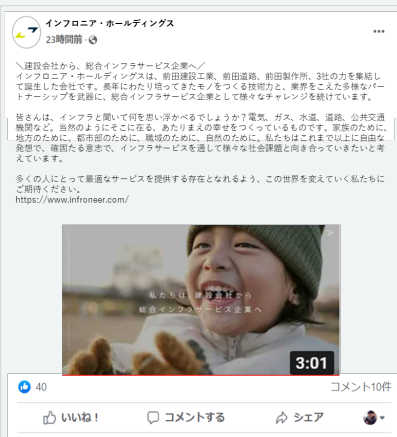 インフロニア・ホールディングス
23時間前・
＼建設会社から、総合インフラサービス企業へ／
インフロニア・ホールディングスは、前田建設工業、前田道路、前田製作所、3社の力を集結し
て誕生した会社です。長年にわたり培ってきたモノをつくる技術力と、業界をこえた多様なパー
トナーシップを武器に、総合インフラサービス企業として様々なチャレンジを続けています。
皆さんは、インフラと聞いて何を思い浮かべるでしょうか？電気、ガス、水道、道路、公共交通
機関など。当然のようにそこに在る、あたりまえの幸せをつくっているものです。家族のために、
地方のために、都市部のために、職域のために、自然のために。私たちはこれまで以上に自由な
発想で、確固たる意志で、インフラサービスを通して様々な社会課題と向き合っていきたいと考
えています。
多くの人にとって最適なサービスを提供する存在となれるよう、この世界を変えていく私たちに
ご期待ください。
https://www.infroneer.com/
私たちは、建設会社から
総合インフラサービス企業へ
3:01
40
コメント10件
いいね！
コメントする
シェア